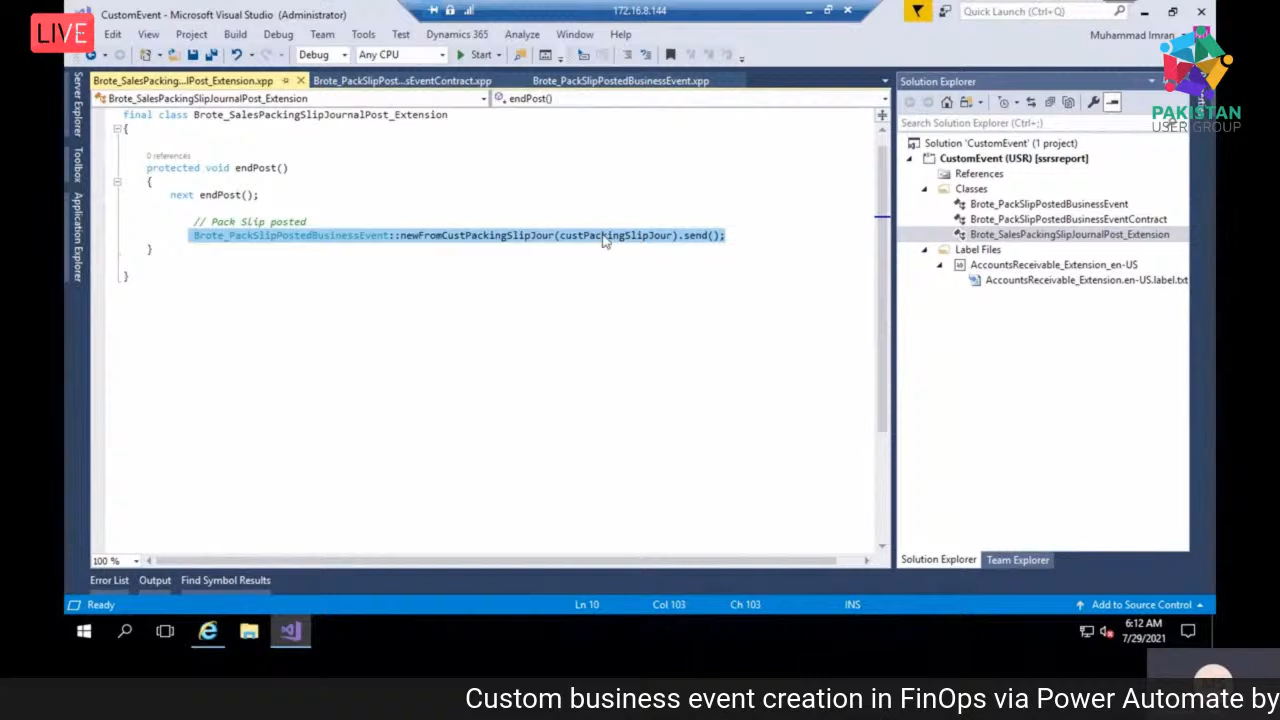 LIVE
CustomEvent - Microsoft Visual Studio (Administrator)
172.16.8.144
Quick Launch (Ctrl+Q)
Edit View Project Build Debug Team Tools Test Dynamics 365 Analyze Window Help
Muhammad Imran
Debug Any CPU Start
Server Explorer
Toolbox
Application Explorer
Brote_SalesPacking...lPost_Extension.xpp
Brote_PackSlipPost...sEventContract.xpp
Brote_PackSlipPostedBusinessEvent.xpp
Brote_SalesPackingSlipJournalPost_Extension
endPost()
final class Brote_SalesPackingSlipJournalPost_Extension
{
0 references
protected void endPost()
{
next endPost();
// Pack Slip posted
Brote_PackSlipPostedBusinessEvent::newFromCustPackingSlipJour(custPackingSlipJour).send();
}
}
100 %
Solution Explorer
Search Solution Explorer (Ctrl+;)
Solution 'CustomEvent' (1 project)
CustomEvent (USR) [ssrsreport]
References
Classes
Brote_PackSlipPostedBusinessEvent
Brote_PackSlipPostedBusinessEventContract
Brote_SalesPackingSlipJournalPost_Extension
Label Files
AccountsReceivable_Extension_en-US
AccountsReceivable_Extension.en-US.label.txt
Solution Explorer Team Explorer
PAKISTAN
USER GROUP
Error List Output Find Symbol Results
Ready Ln 10 Col 103 Ch 103 INS Add to Source Control
6:12 AM
7/29/2021
Custom business event creation in FinOps via Power Automate by